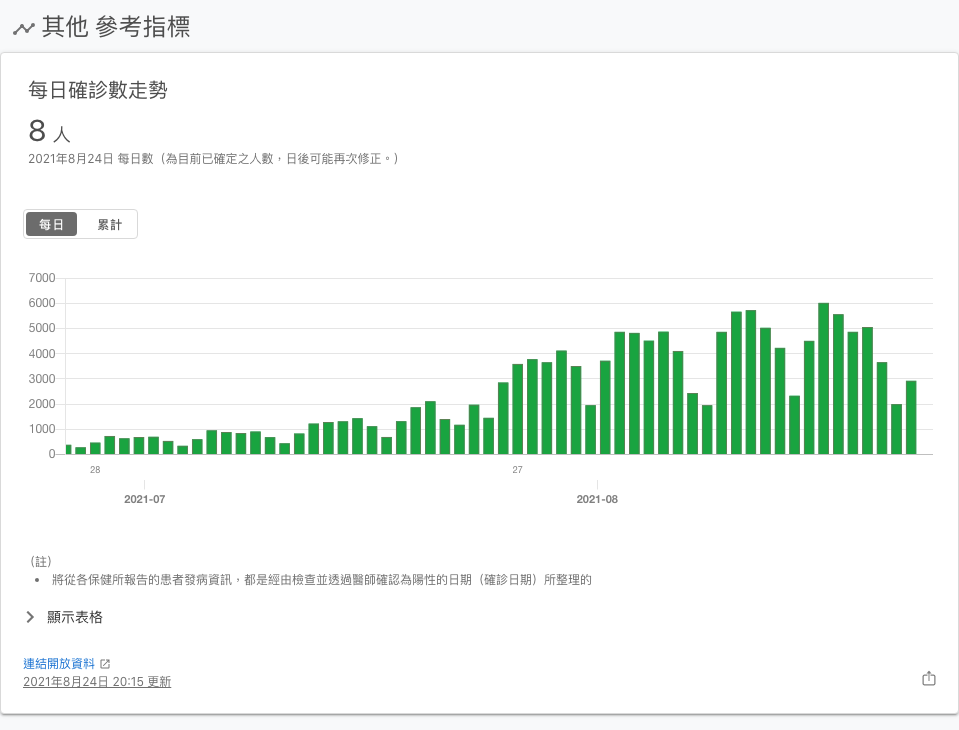 其他 參考指標
每日確診數走勢
8 人
2021年8月24日 每日數（為目前已確定之人數，日後可能再次修正。）
每日 累計
7000
6000
5000
4000
3000
2000
1000
0
28 27
2021-07 2021-08
（註）
• 將從各保健所報告的患者發病資訊，都是經由檢查並透過醫師確認為陽性的日期（確診日期）所整理的
顯示表格
連結開放資料
2021年8月24日 20:15 更新